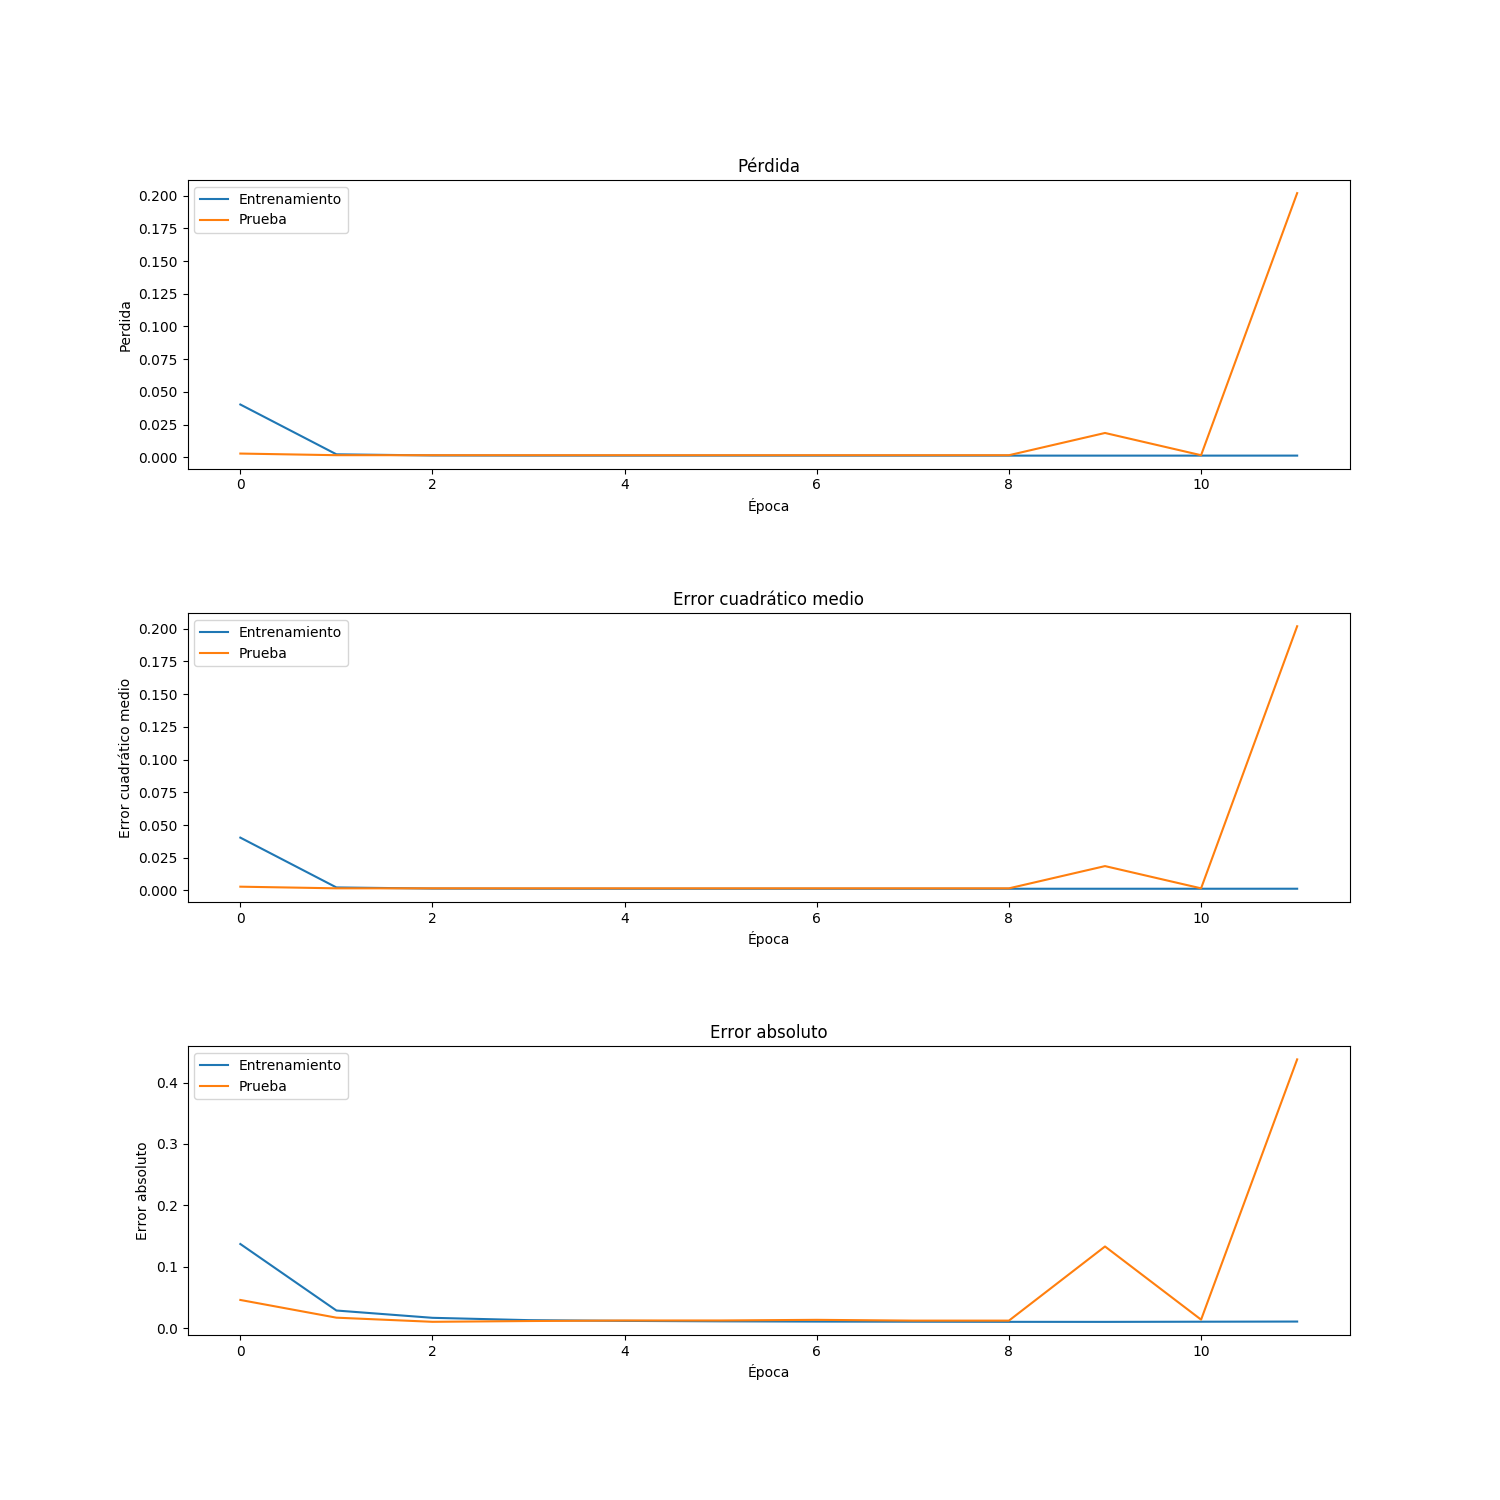 Pérdida
Entrenamiento
Prueba
0.200
0.175
0.150
0.125
0.100
0.075
0.050
0.025
0.000
Perdida
0 2 4 6 8 10
Época
Error cuadrático medio
Entrenamiento
Prueba
0.200
0.175
0.150
0.125
0.100
0.075
0.050
0.025
0.000
Error cuadrático medio
0 2 4 6 8 10
Época
Error absoluto
Entrenamiento
Prueba
0.4
0.3
0.2
0.1
0.0
Error absoluto
0 2 4 6 8 10
Época